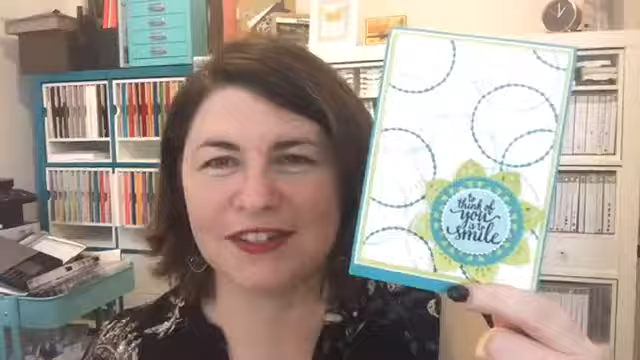 to
think of
you
is to
smile